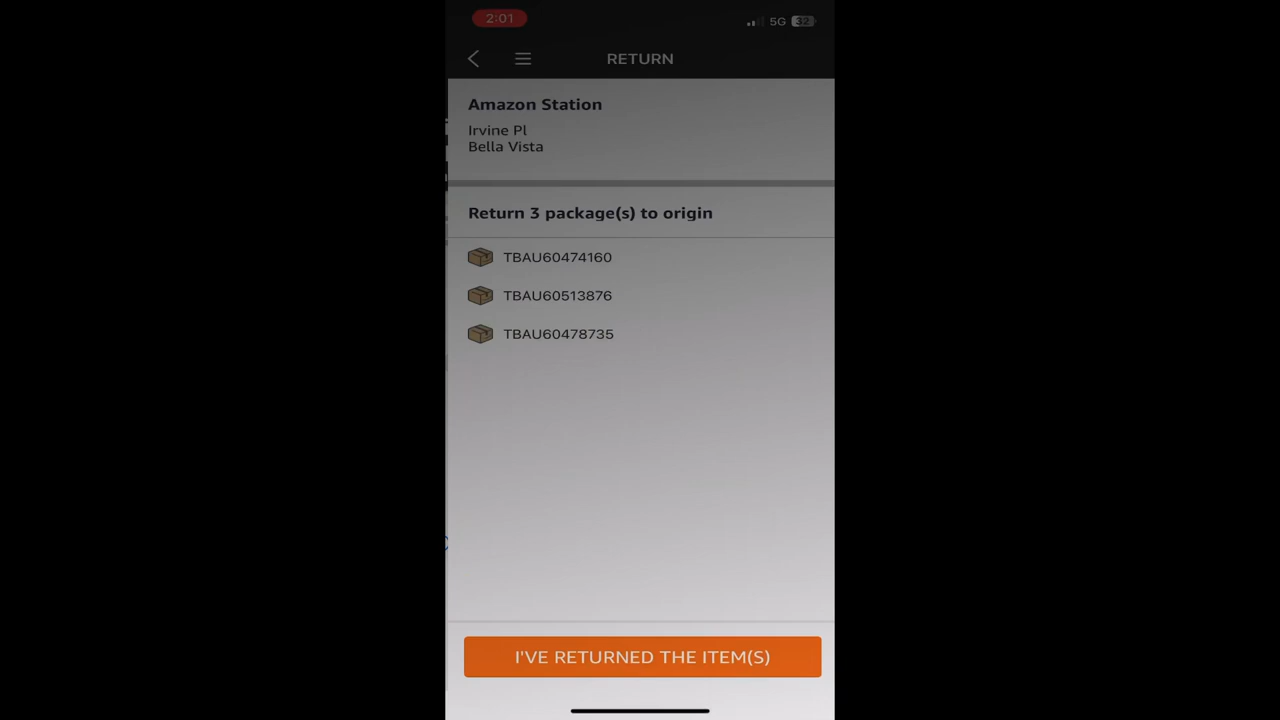 2:01
5G 32
RETURN
Amazon Station
Irvine Pl
Bella Vista
Return 3 package(s) to origin
TBAU60474160
TBAU60513876
TBAU60478735
I'VE RETURNED THE ITEM(S)